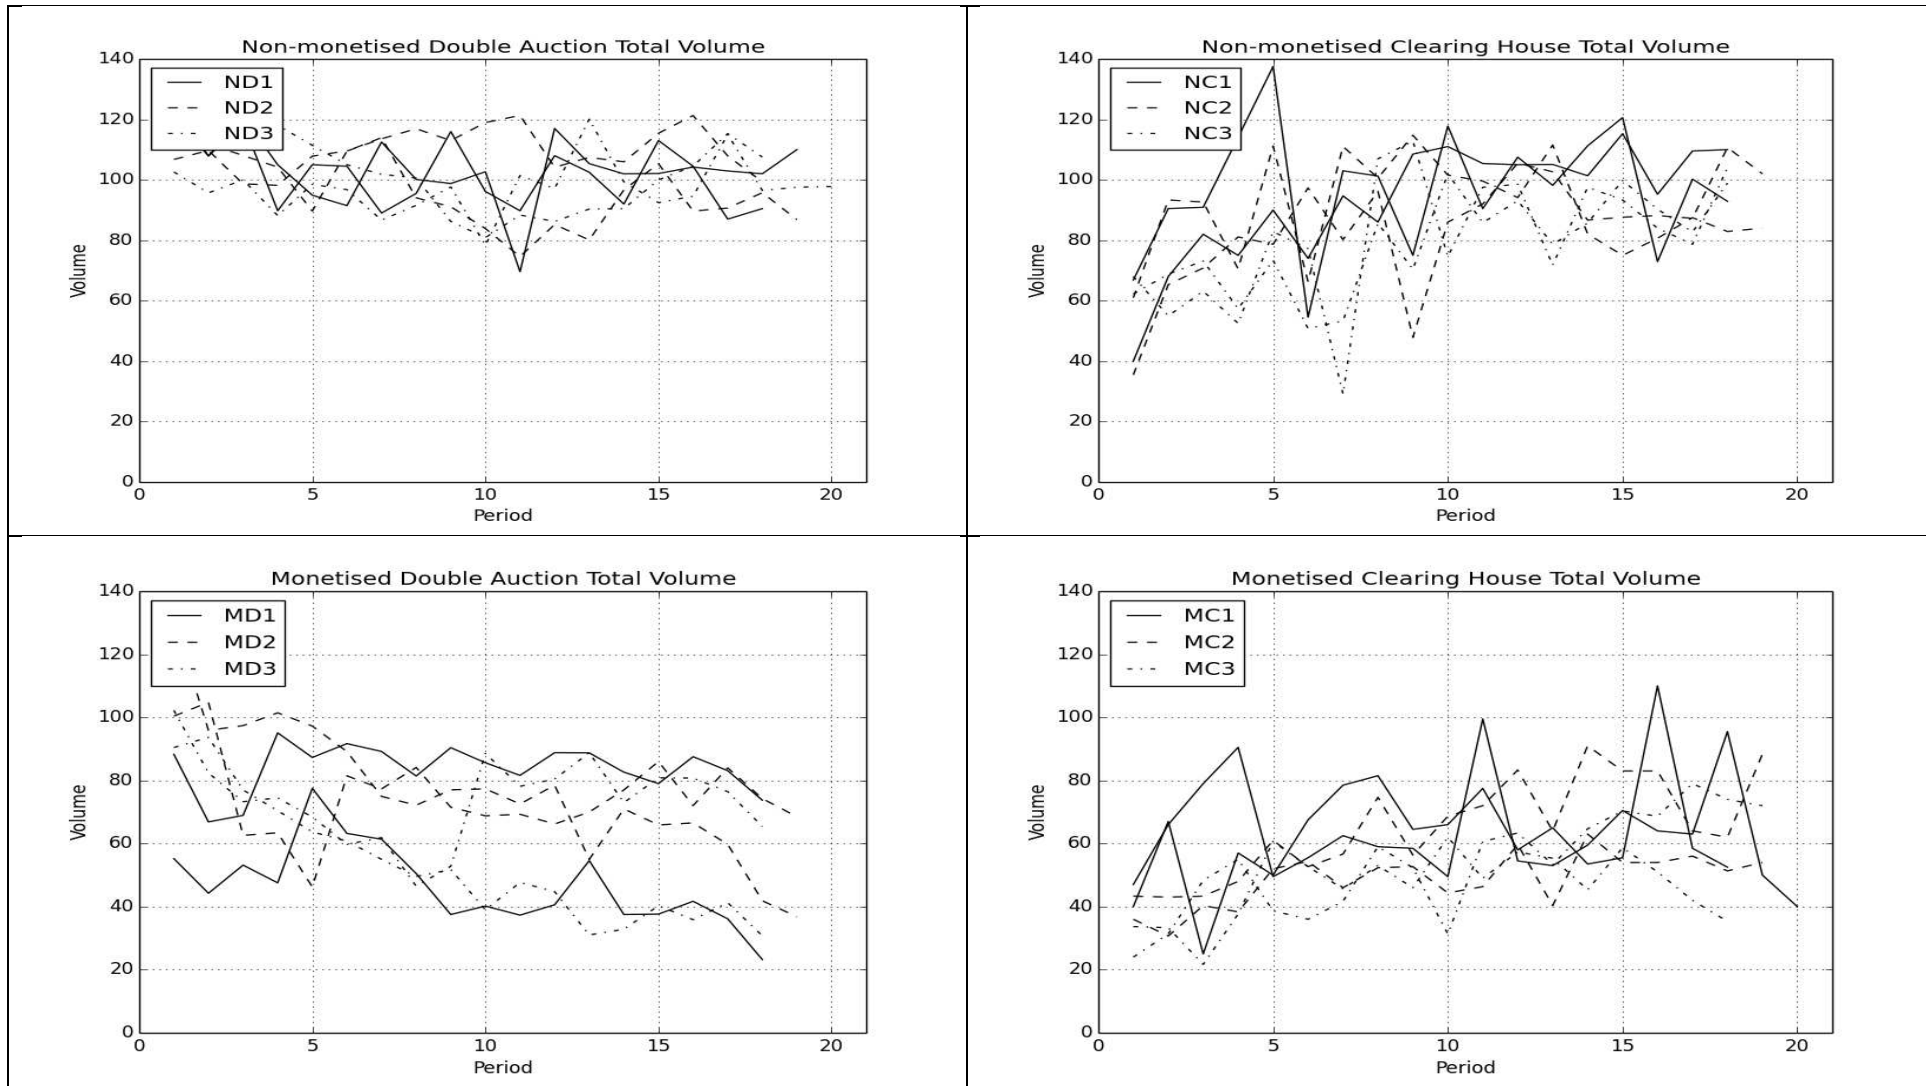 Non-monetised Double Auction Total Volume
140
120
100
80
60
40
20
0
Volume
ND1
ND2
ND3
0 5 10 15 20
Period
Non-monetised Clearing House Total Volume
140
120
100
80
60
40
20
0
Volume
NC1
NC2
NC3
0 5 10 15 20
Period
Monetised Double Auction Total Volume
140
120
100
80
60
40
20
0
Volume
MD1
MD2
MD3
0 5 10 15 20
Period
Monetised Clearing House Total Volume
140
120
100
80
60
40
20
0
Volume
MC1
MC2
MC3
0 5 10 15 20
Period